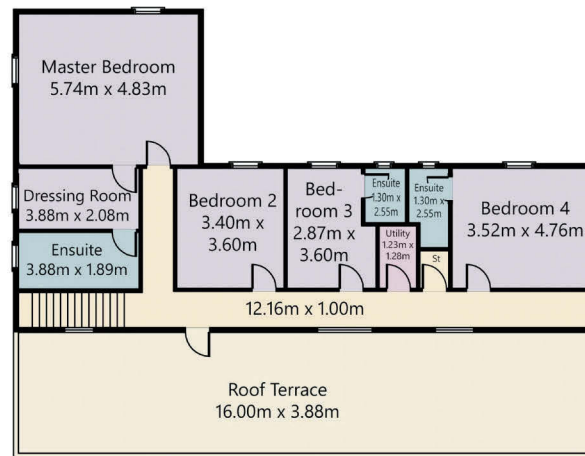 Master Bedroom
5.74m x 4.83m
Dressing Room
3.88m x 2.08m
Ensuite
3.88m x 1.89m
Bedroom 2
3.40m x
3.60m
Bed-
room 3
2.87m x
3.60m
Ensuite
1.30m x
2.55m
Utility
1.23m x
1.28m
Ensuite
1.30m x
2.55m
St
Bedroom 4
3.52m x 4.76m
12.16m x 1.00m
Roof Terrace
16.00m x 3.88m